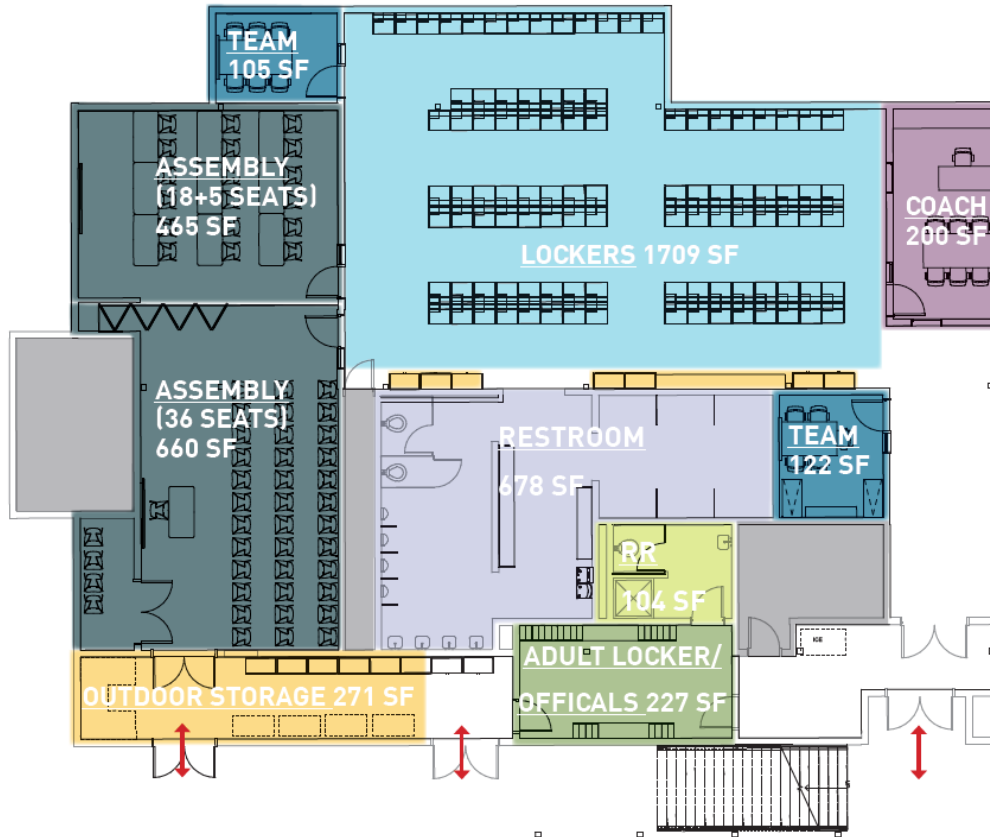 TEAM
105 SF
ASSEMBLY
(18+5 SEATS)
465 SF
COACH
200 SF
LOCKERS 1709 SF
ASSEMBLY
(36 SEATS)
660 SF
RESTROOM
678 SF
TEAM
122 SF
RR
104 SF
ICE
ADULT LOCKER/
OFFICALS 227 SF
OUTDOOR STORAGE 271 SF